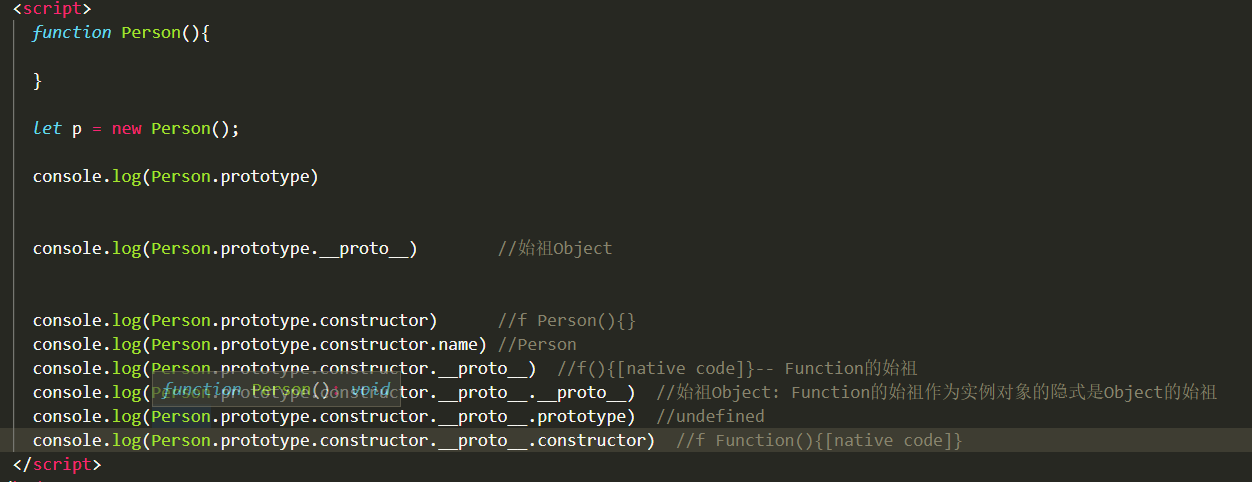 <script>
function Person(){
}
let p = new Person();
console.log(Person.prototype)
console.log(Person.prototype.__proto__) //始祖Object
console.log(Person.prototype.constructor) //f Person(){}
console.log(Person.prototype.constructor.name) //Person
console.log(Person.prototype.constructor.__proto__) //f(){[native code]}-- Function的始祖
function Person(): void
console.log(Person.prototype.constructor.__proto__.__proto__) //始祖Object: Function的始祖作为实例对象的隐式是Object的始祖
console.log(Person.prototype.constructor.__proto__.prototype) //undefined
console.log(Person.prototype.constructor.__proto__.constructor) //f Function(){[native code]}
</script>